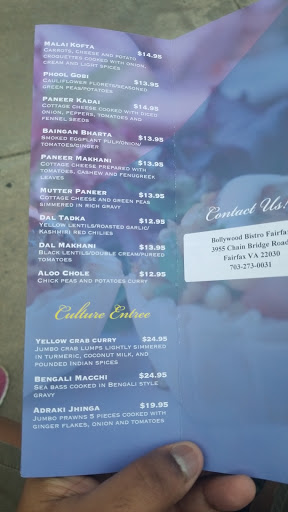 Malai Kofta $14.95
Carrots, cheese and potato
croquettes cooked with onion,
cream and light spices
Phool Gobi $13.95
Cauliflower florets/seasoned
green peas/potatoes
Paneer Kadai $14.95
Cottage cheese cooked with diced
onion, peppers, tomatoes and
fennel seeds
Baingan Bharta $13.95
Smoked eggplant pulp/onion/
tomatoes/ginger
Paneer Makhani $13.95
Cottage cheese prepared with
tomatoes, cashew and fenugreek
leaves
Mutter Paneer $13.95
Cottage cheese and green peas
simmered in rich gravy
Dal Tadka $12.95
Yellow lentils/roasted garlic/
Kashmiri red chilies
Dal Makhani $13.95
Black lentils/double cream/pureed
tomatoes
Aloo Chole $12.95
Chick peas and potatoes curry
Culture Entree
Yellow crab curry $24.95
Jumbo crab lumps lightly simmered
in turmeric, coconut milk, and
pounded Indian spices
Bengali Macchi $24.95
Sea bass cooked in Bengali style
gravy
Adraki Jhinga $19.95
Jumbo prawns 5 pieces cooked with
ginger flakes, onion and tomatoes
Contact Us!
Bollywood Bistro Fairfax
3955 Chain Bridge Road
Fairfax VA 22030
703-273-0031